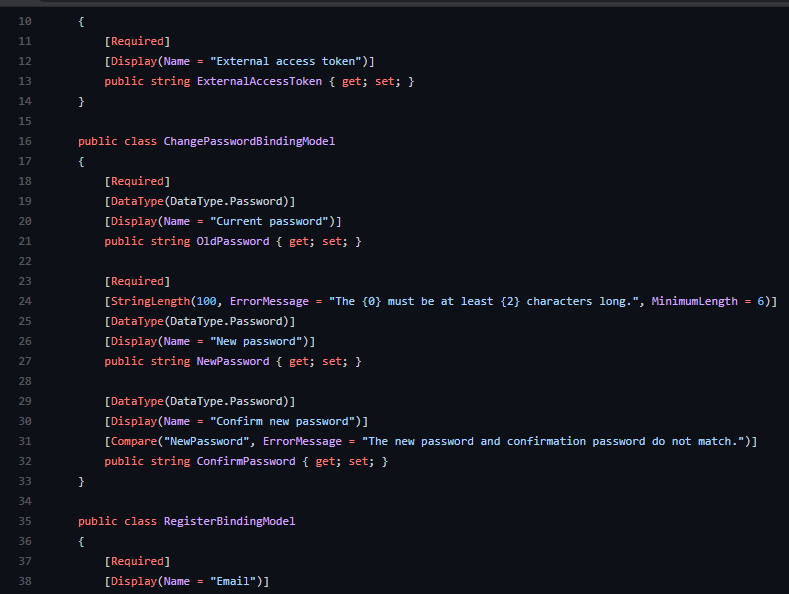 10 {
11 [Required]
12 [Display(Name = "External access token")]
13 public string ExternalAccessToken { get; set; }
14 }
15
16 public class ChangePasswordBindingModel
17 {
18 [Required]
19 [DataType(DataType.Password)]
20 [Display(Name = "Current password")]
21 public string OldPassword { get; set; }
22
23 [Required]
24 [StringLength(100, ErrorMessage = "The {0} must be at least {2} characters long.", MinimumLength = 6)]
25 [DataType(DataType.Password)]
26 [Display(Name = "New password")]
27 public string NewPassword { get; set; }
28
29 [DataType(DataType.Password)]
30 [Display(Name = "Confirm new password")]
31 [Compare("NewPassword", ErrorMessage = "The new password and confirmation password do not match.")]
32 public string ConfirmPassword { get; set; }
33 }
34
35 public class RegisterBindingModel
36 {
37 [Required]
38 [Display(Name = "Email")]